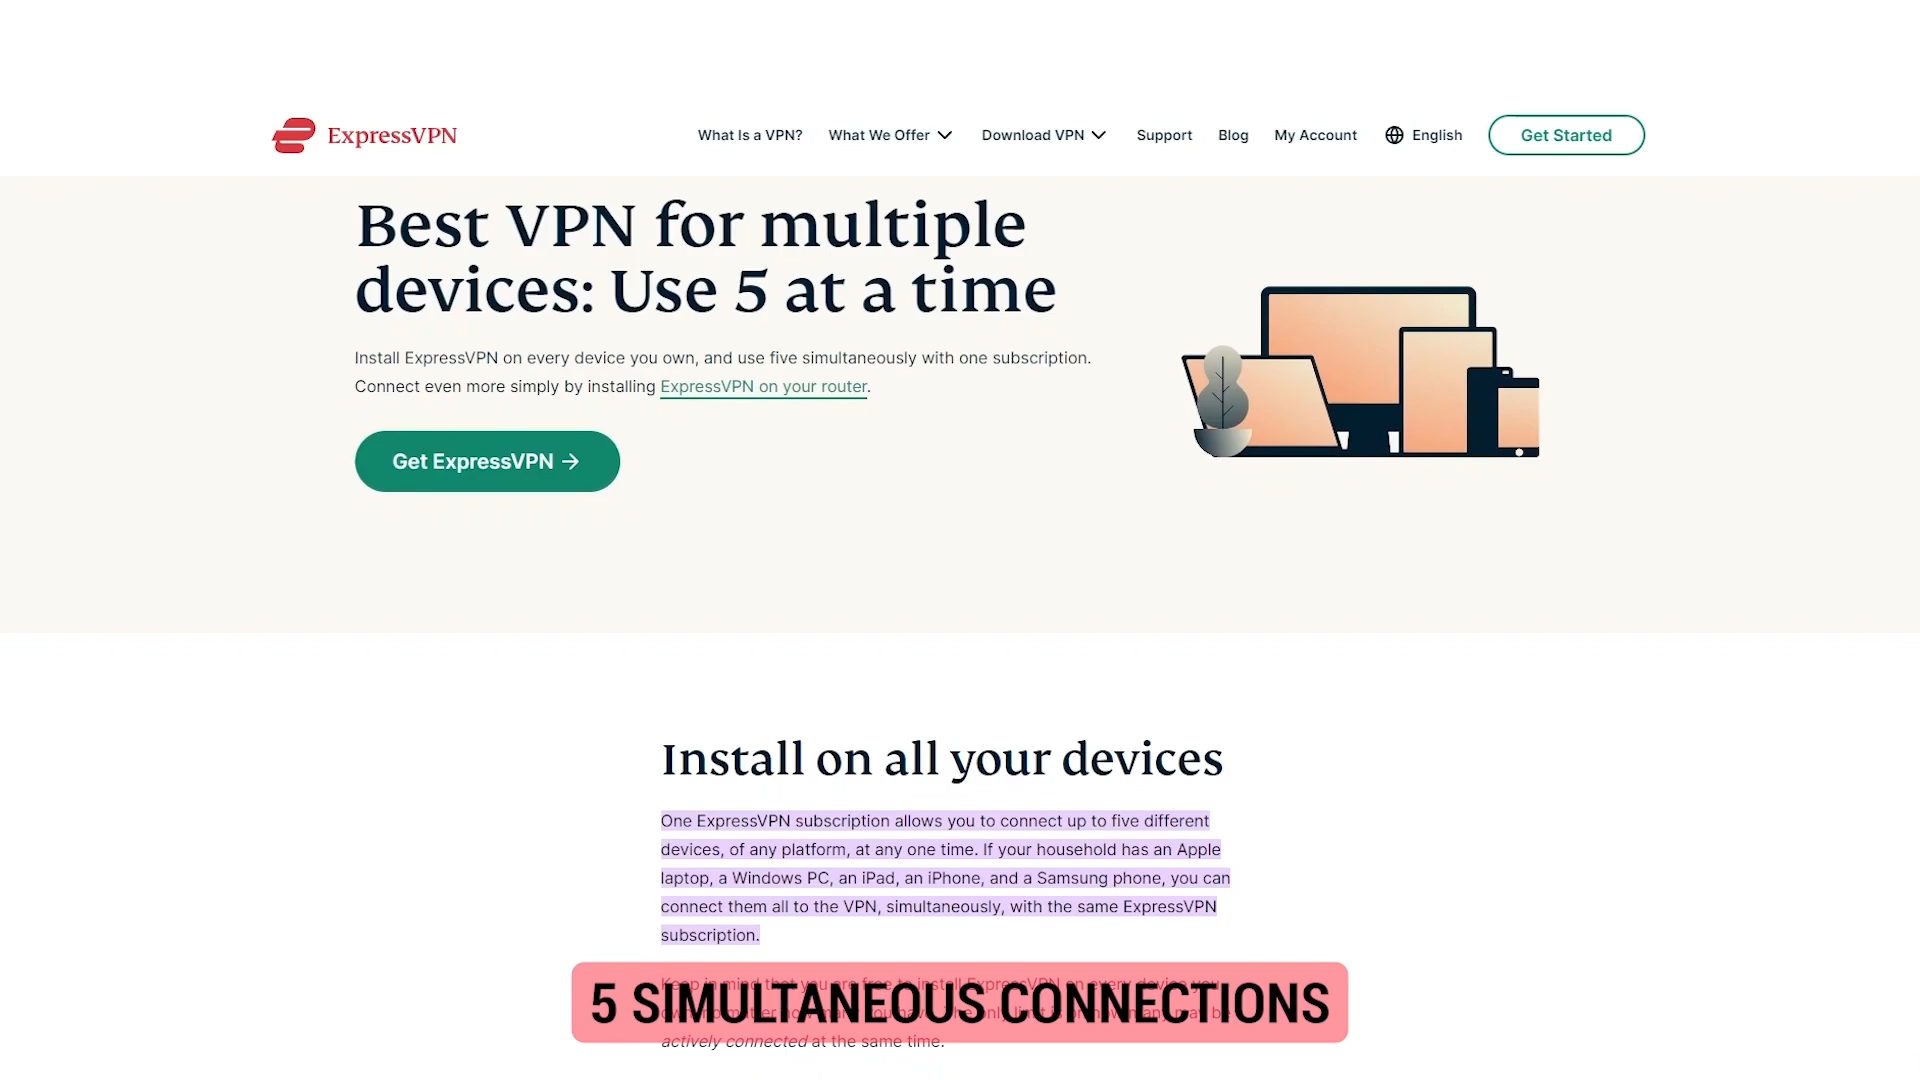 ExpressVPN
What Is a VPN?
What We Offer
Download VPN
Support
Blog
My Account
English
Get Started
Best VPN for multiple
devices: Use 5 at a time
Install ExpressVPN on every device you own, and use five simultaneously with one subscription.
Connect even more simply by installing ExpressVPN on your router.
Get ExpressVPN →
Install on all your devices
One ExpressVPN subscription allows you to connect up to five different
devices, of any platform, at any one time. If your household has an Apple
laptop, a Windows PC, an iPad, an iPhone, and a Samsung phone, you can
connect them all to the VPN, simultaneously, with the same ExpressVPN
subscription.
Keep in mind that you are free to install ExpressVPN on every device you
5 SIMULTANEOUS CONNECTIONS
actively connected at the same time.